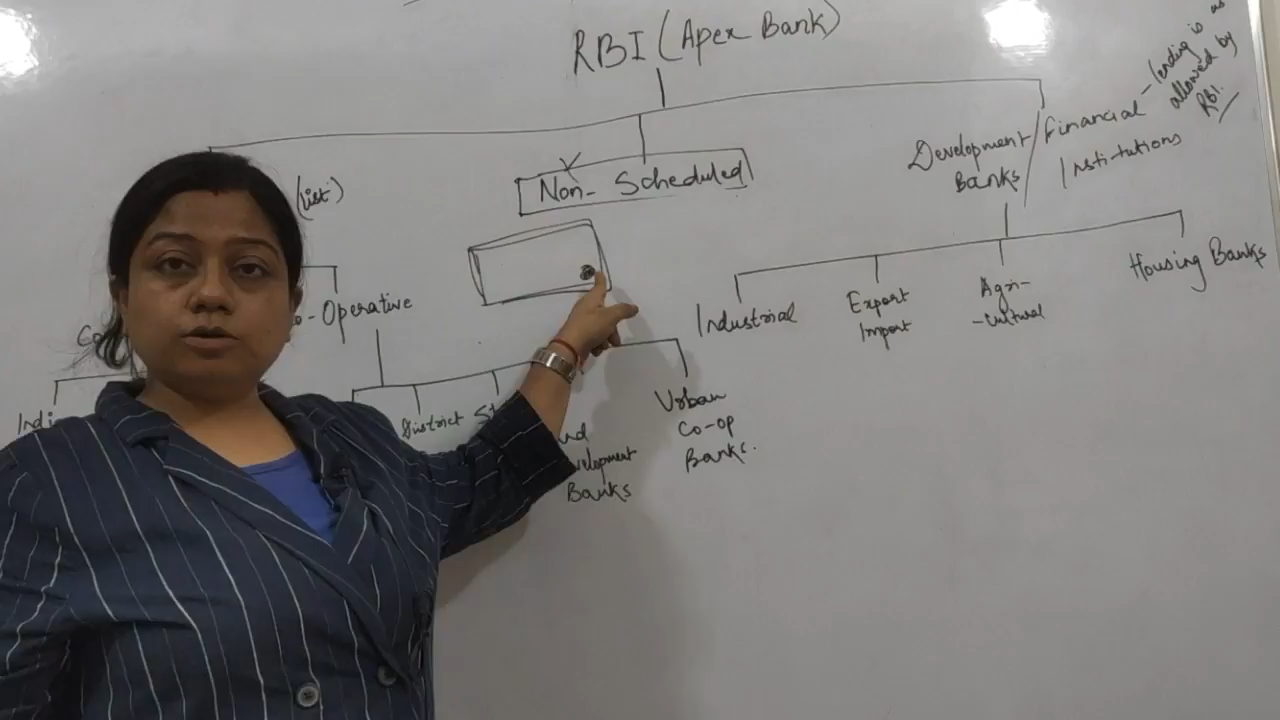 RBI (Apex Bank)
(list)
Non-Scheduled
Development
Banks/
Financial
Institutions
- lending is as
allowed by
RBI.
-Operative
Industrial
Export
Import
Agri-
-cultural
Housing Banks
District
Banks
Urban
Co-op
Banks.